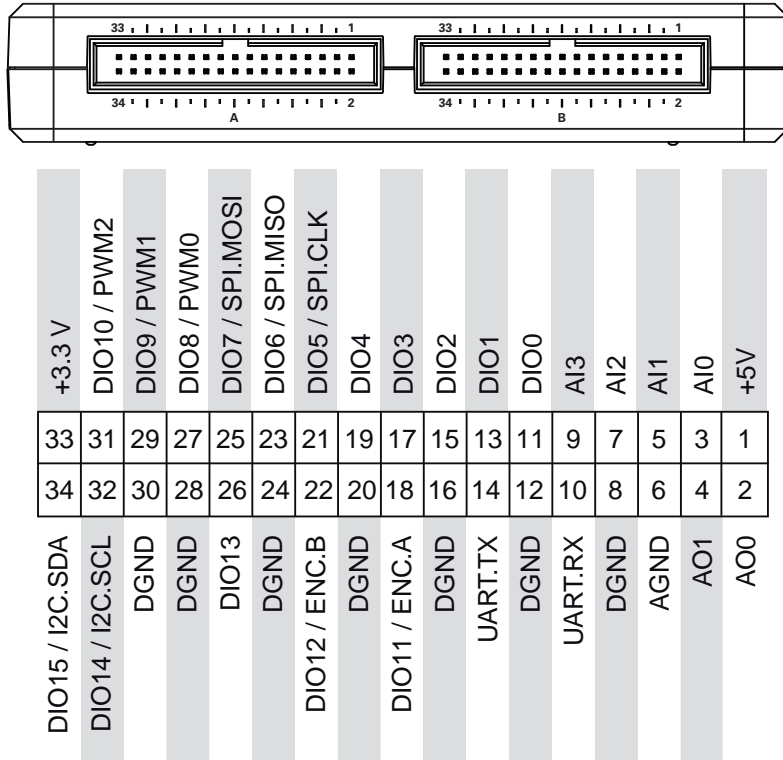 33 1 33 1
34 2 34 2
A B
+3.3 V
DIO10 / PWM2
DIO9 / PWM1
DIO8 / PWM0
DIO7 / SPI.MOSI
DIO6 / SPI.MISO
DIO5 / SPI.CLK
DIO4
DIO3
DIO2
DIO1
DIO0
AI3
AI2
AI1
AI0
+5V
33 31 29 27 25 23 21 19 17 15 13 11 9 7 5 3 1
34 32 30 28 26 24 22 20 18 16 14 12 10 8 6 4 2
DIO15 / I2C.SDA
DIO14 / I2C.SCL
DGND
DGND
DIO13
DGND
DIO12 / ENC.B
DGND
DIO11 / ENC.A
DGND
UART.TX
DGND
UART.RX
DGND
AGND
AO1
AO0